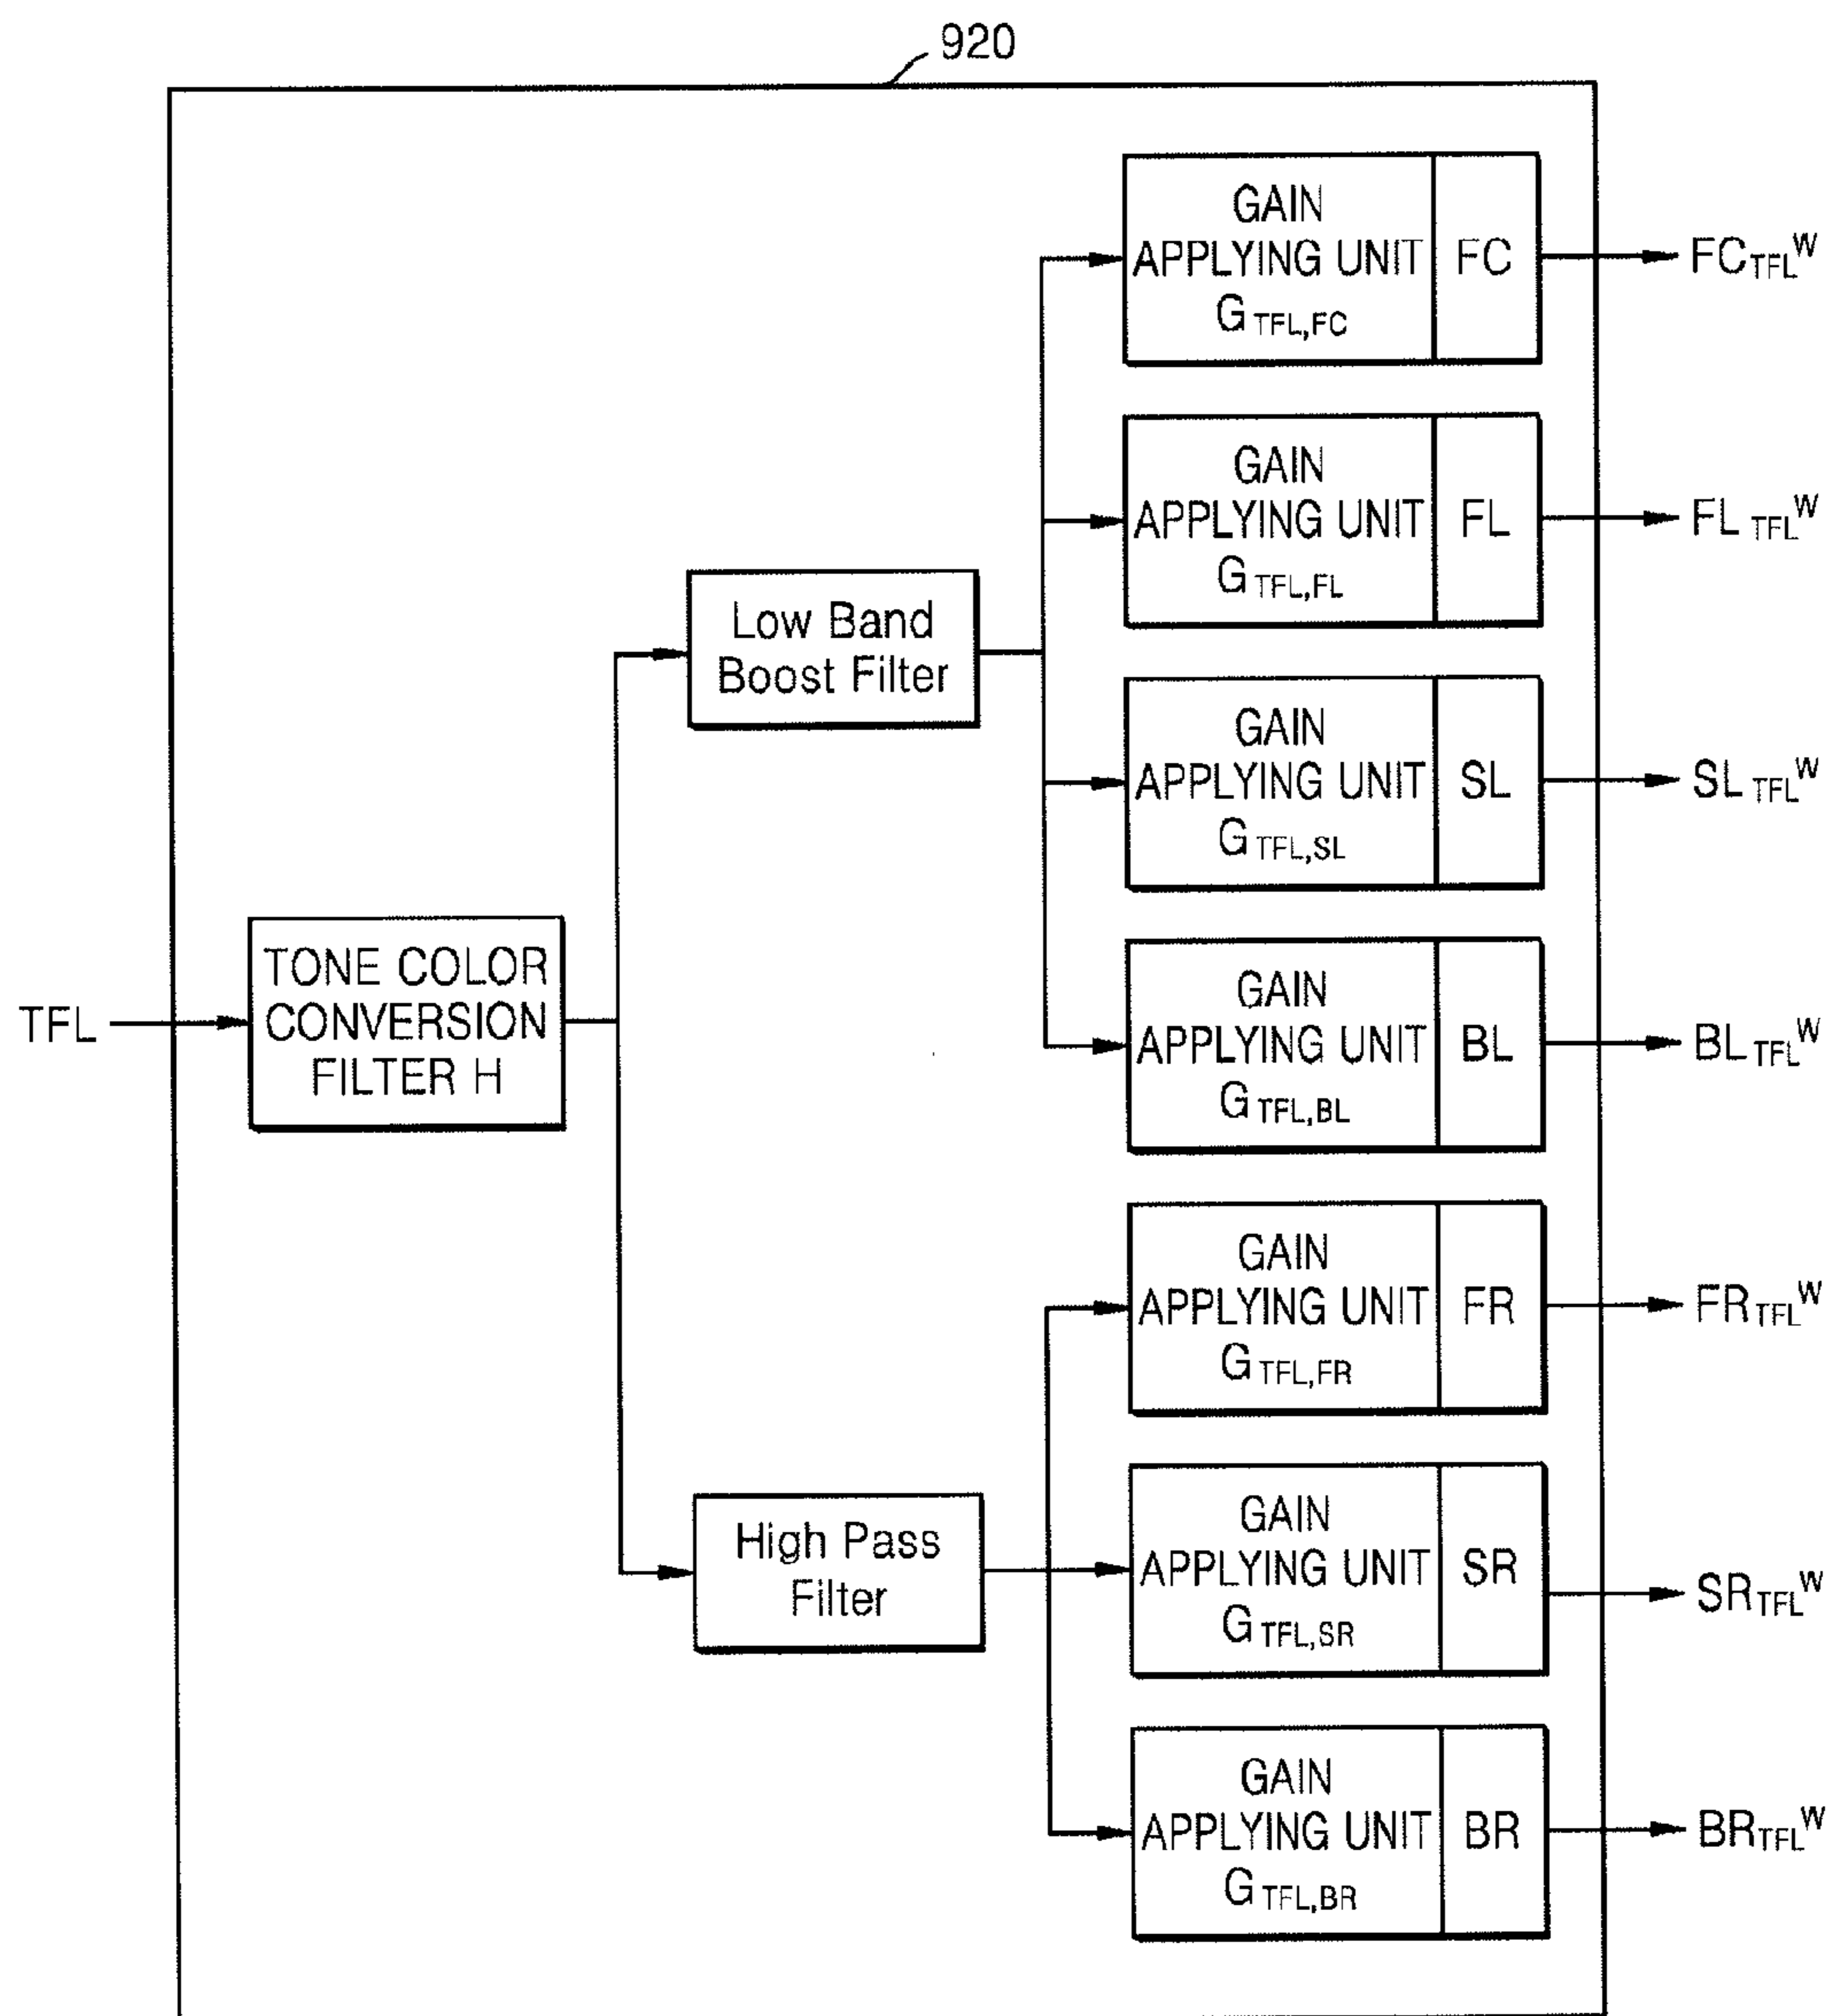 920
GAIN
APPLYING UNIT
G TFL,FC
FC
FC TFL W
GAIN
APPLYING UNIT
G TFL,FL
FL
FL TFL W
Low Band
Boost Filter
GAIN
APPLYING UNIT
G TFL,SL
SL
SL TFL W
TFL
TONE COLOR
CONVERSION
FILTER H
GAIN
APPLYING UNIT
G TFL,BL
BL
BL TFL W
GAIN
APPLYING UNIT
G TFL,FR
FR
FR TFL W
High Pass
Filter
GAIN
APPLYING UNIT
G TFL,SR
SR
SR TFL W
GAIN
APPLYING UNIT
G TFL,BR
BR
BR TFL W